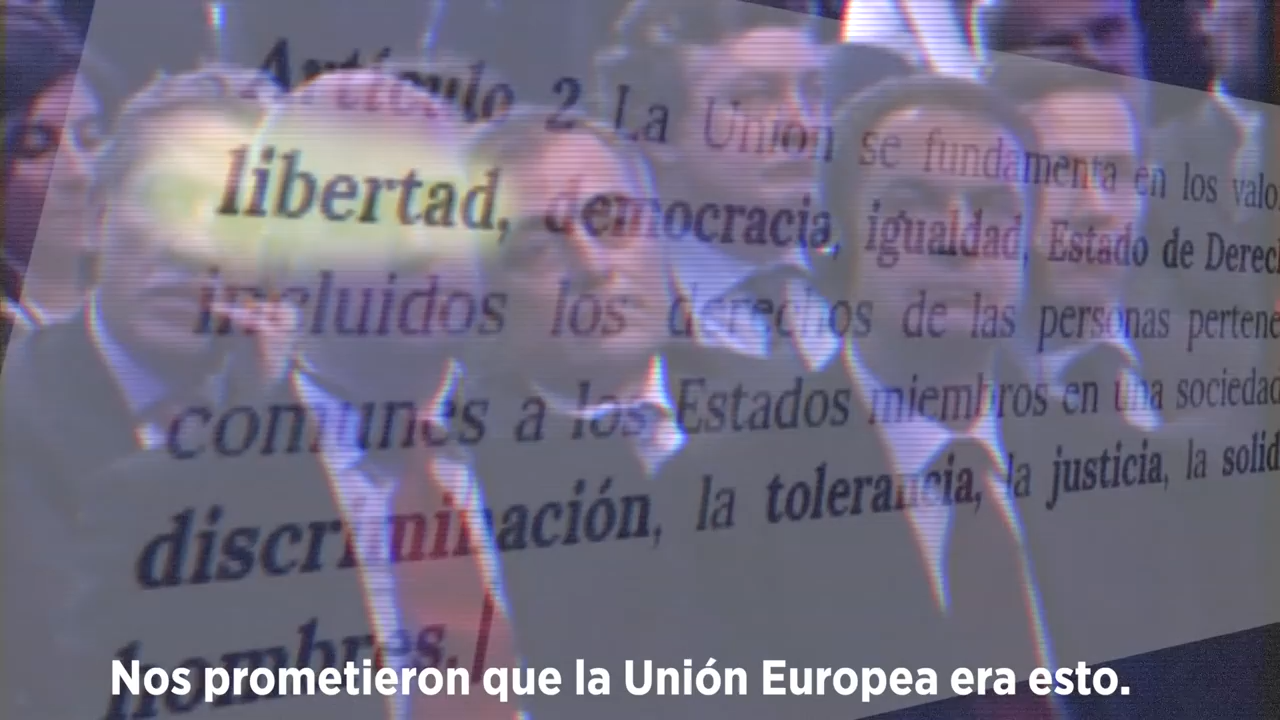 Artículo 2 La Unión se fundamenta en los valo
libertad, democracia, igualdad, Estado de Derec
incluidos los derechos de las personas pertene
comunes a los Estados miembros en una sociedad
discriminación, la tolerancia, la justicia, la solid
hombres.
Nos prometieron que la Unión Europea era esto.